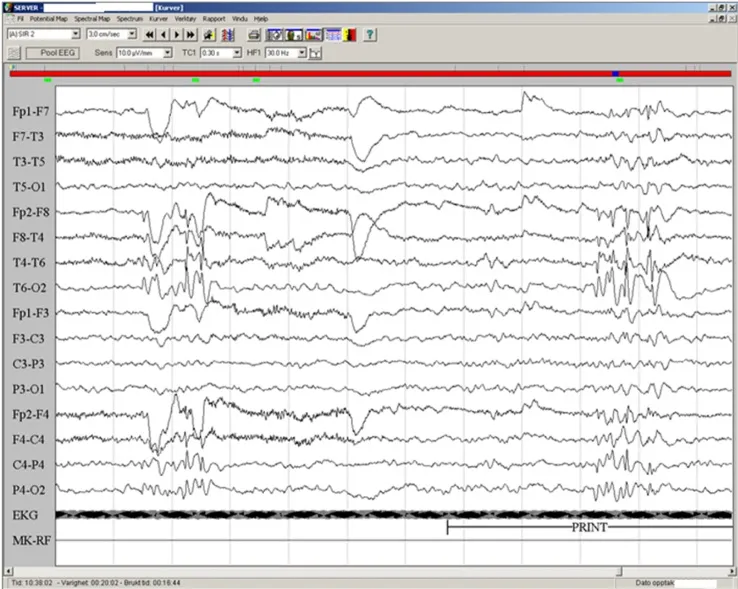 SERVER - [Kurver]
Fil Potential Map Spectral Map Spectrum Kurver Verktøy Rapport Vindu Hjelp
(A) SIR 2 3.0 cm/sec
Pool EEG Sens 10.0 µV/mm TC1 0.30 s HF1 30.0 Hz
Fp1-F7
F7-T3
T3-T5
T5-O1
Fp2-F8
F8-T4
T4-T6
T6-O2
Fp1-F3
F3-C3
C3-P3
P3-O1
Fp2-F4
F4-C4
C4-P4
P4-O2
EKG
PRINT
MK-RF
Tid: 10:38:02 - Varighet: 00:20:02 - Brukt tid: 00:16:44 Dato opptak